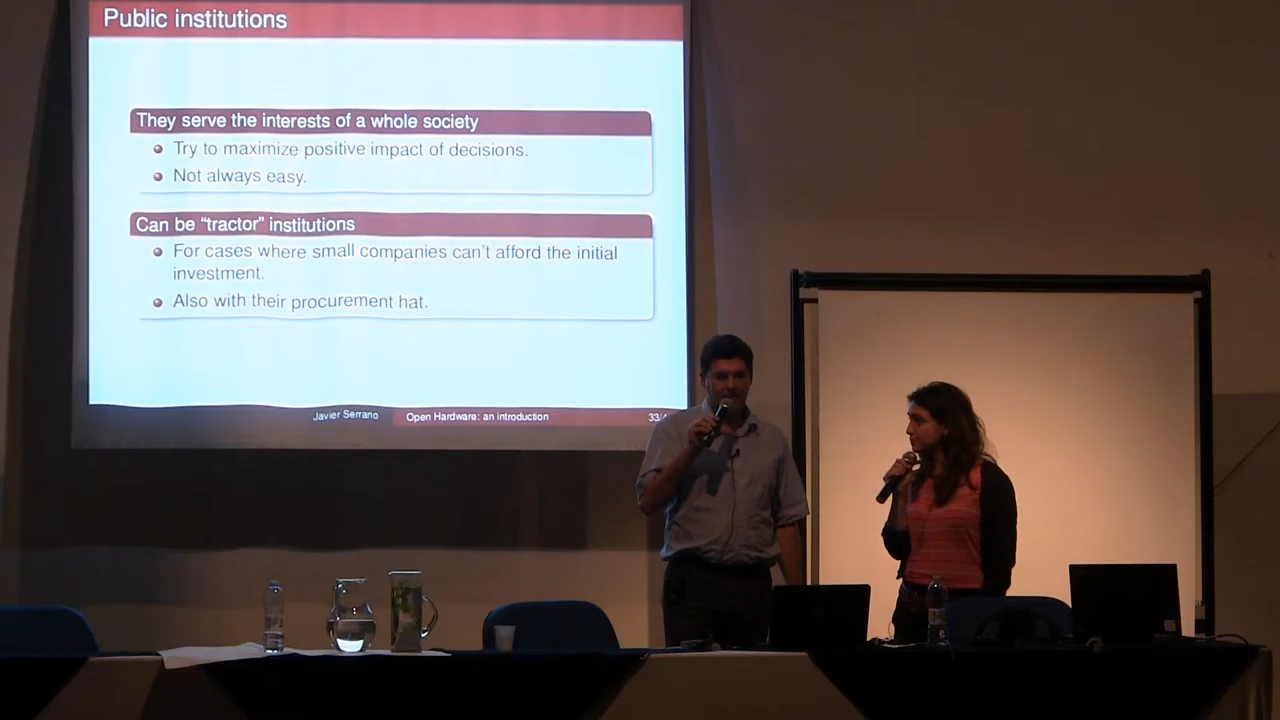 Public institutions
They serve the interests of a whole society
Try to maximize positive impact of decisions.
Not always easy.
Can be “tractor” institutions
For cases where small companies can't afford the initial
investment.
Also with their procurement hat.
Javier Serrano Open Hardware: an introduction 33/